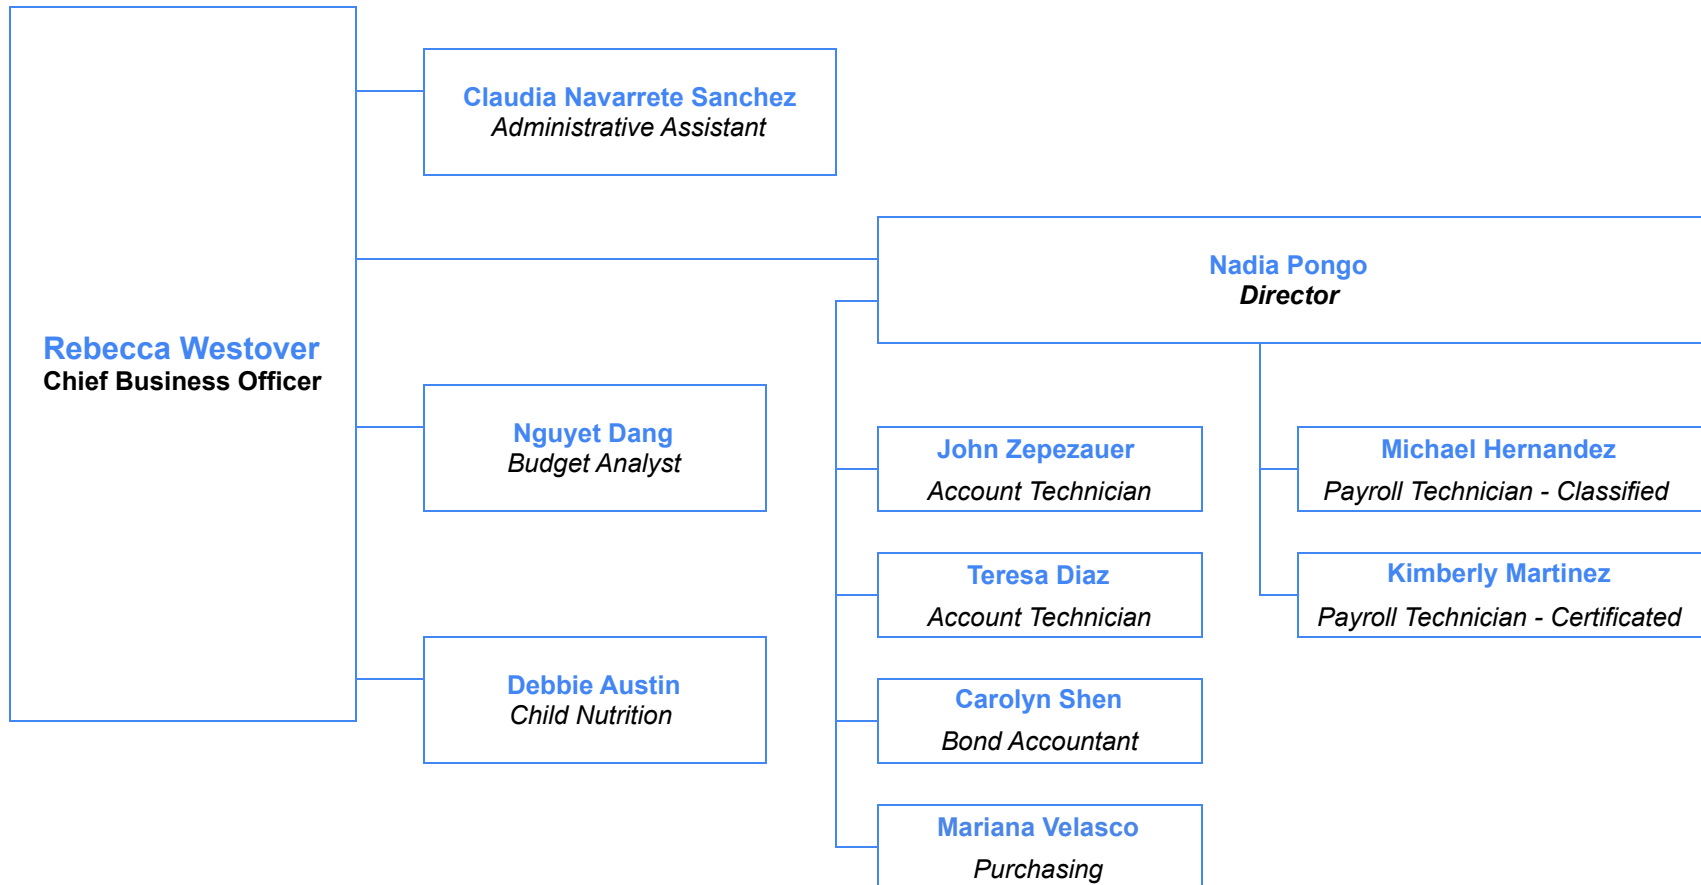 Claudia Navarrete Sanchez
Administrative Assistant
Nadia Pongo
Director
Rebecca Westover
Chief Business Officer
Nguyet Dang
Budget Analyst
John Zepezauer
Account Technician
Michael Hernandez
Payroll Technician - Classified
Teresa Diaz
Account Technician
Kimberly Martinez
Payroll Technician - Certificated
Debbie Austin
Child Nutrition
Carolyn Shen
Bond Accountant
Mariana Velasco
Purchasing